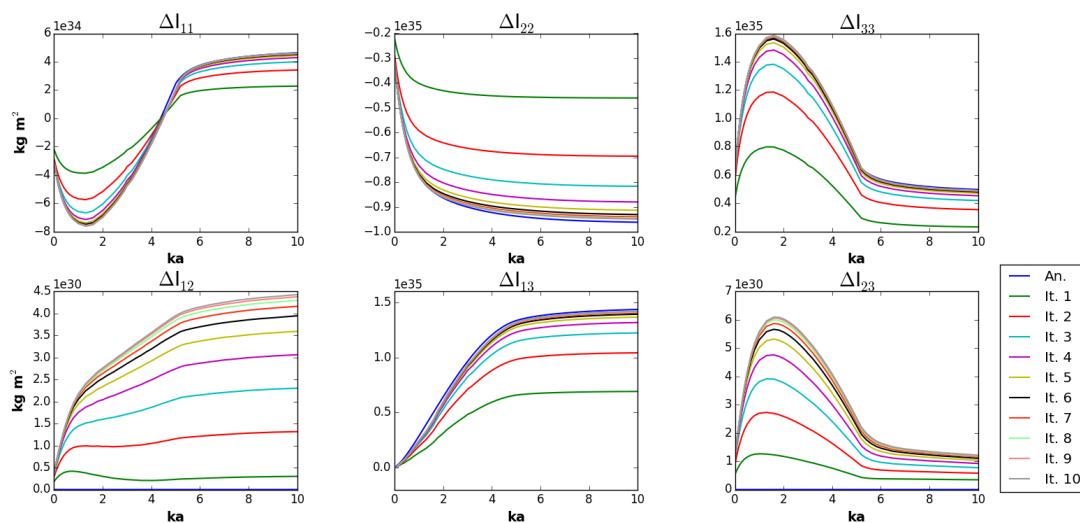 1e34 ΔI11
6
4
2
0
−2
−4
−6
−8
kg m²
0 2 4 6 8 10
ka
1e35 ΔI22
−0.2
−0.3
−0.4
−0.5
−0.6
−0.7
−0.8
−0.9
−1.0
0 2 4 6 8 10
ka
1e35 ΔI33
1.6
1.4
1.2
1.0
0.8
0.6
0.4
0.2
0 2 4 6 8 10
ka
1e30 ΔI12
4.5
4.0
3.5
3.0
2.5
2.0
1.5
1.0
0.5
0.0
kg m²
0 2 4 6 8 10
ka
1e35 ΔI13
1.5
1.0
0.5
0.0
0 2 4 6 8 10
ka
1e30 ΔI23
7
6
5
4
3
2
1
0
0 2 4 6 8 10
ka
An.
It. 1
It. 2
It. 3
It. 4
It. 5
It. 6
It. 7
It. 8
It. 9
It. 10